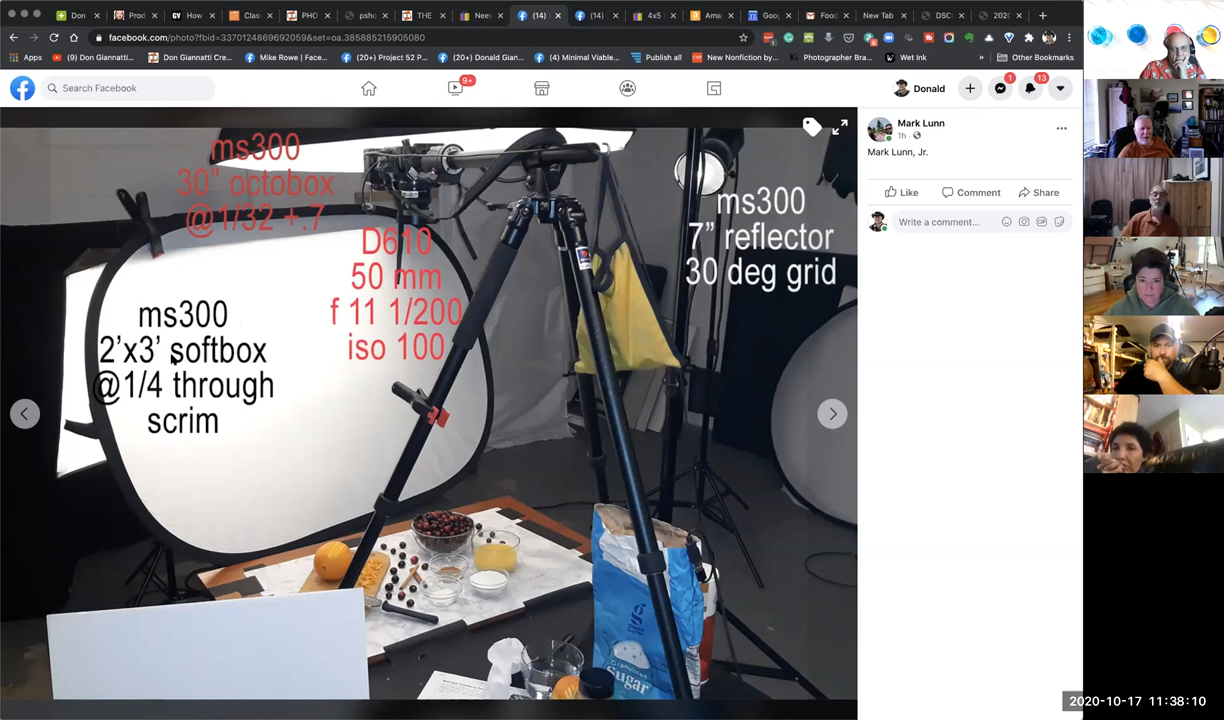 Don
Prod
How
Clas
PHO
psho
THE
Neev
(14)
(14)
4x5
Ama
Goo
Food
New Tab
DSC
202
facebook.com/photo?fbid=3370124869692059&set=oa.385885215905080
Apps
(9) Don Giannatti
Don Giannatti Cre...
Mike Rowe | Face...
(20+) Project 52 P...
(20+) Donald Gian...
(4) Minimal Viable...
Publish all
New Nonfiction by...
Photographer Bra...
Wet Ink
»
Other Bookmarks
Search Facebook
9+
Donald
1
13
Mark Lunn
1h ·
Mark Lunn, Jr.
Like
Comment
Share
Write a comment...
ms300
30" octobox
@1/32 +.7
D610
50 mm
f 11 1/200
iso 100
ms300
7” reflector
30 deg grid
ms300
2’x3’ softbox
@1/4 through
scrim
Granulated
Sugar
2020-10-17 11:38:10